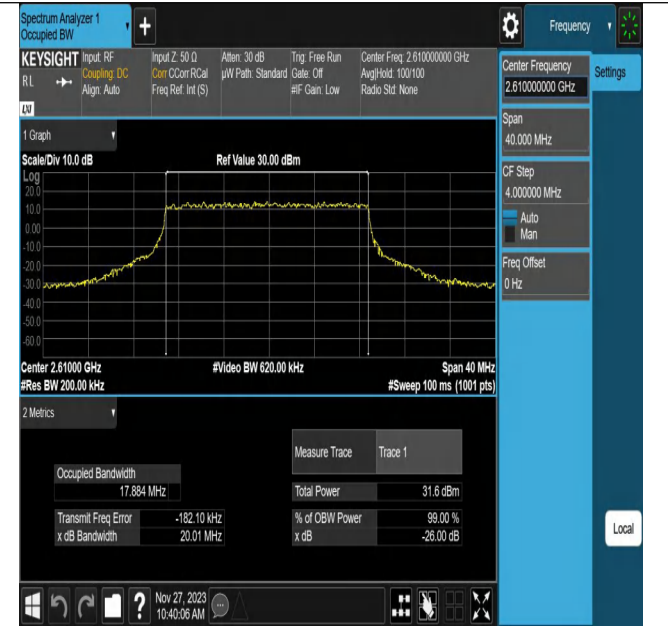 Spectrum Analyzer 1
Occupied BW
+
Frequency
KEYSIGHT
RL
LXI
Input: RF
Coupling: DC
Align: Auto
Input Z: 50 Ω
Corr CCorr RCal
Freq Ref: Int (S)
Atten: 30 dB
µW Path: Standard
Trig: Free Run
Gate: Off
#IF Gain: Low
Center Freq: 2.610000000 GHz
Avg|Hold: 100/100
Radio Std: None
Center Frequency
2.610000000 GHz
Settings
Span
40.000 MHz
CF Step
4.000000 MHz
Auto
Man
Freq Offset
0 Hz
Local
1 Graph
Scale/Div 10.0 dB
Ref Value 30.00 dBm
Log
20.0
10.0
0.00
-10.0
-20.0
-30.0
-40.0
-50.0
-60.0
Center 2.61000 GHz
#Video BW 620.00 kHz
Span 40 MHz
#Res BW 200.00 kHz
#Sweep 100 ms (1001 pts)
2 Metrics
Measure Trace
Trace 1
Occupied Bandwidth
17.884 MHz
Total Power
31.6 dBm
Transmit Freq Error
-182.10 kHz
% of OBW Power
99.00 %
x dB Bandwidth
20.01 MHz
x dB
-26.00 dB
?
Nov 27, 2023
10:40:06 AM